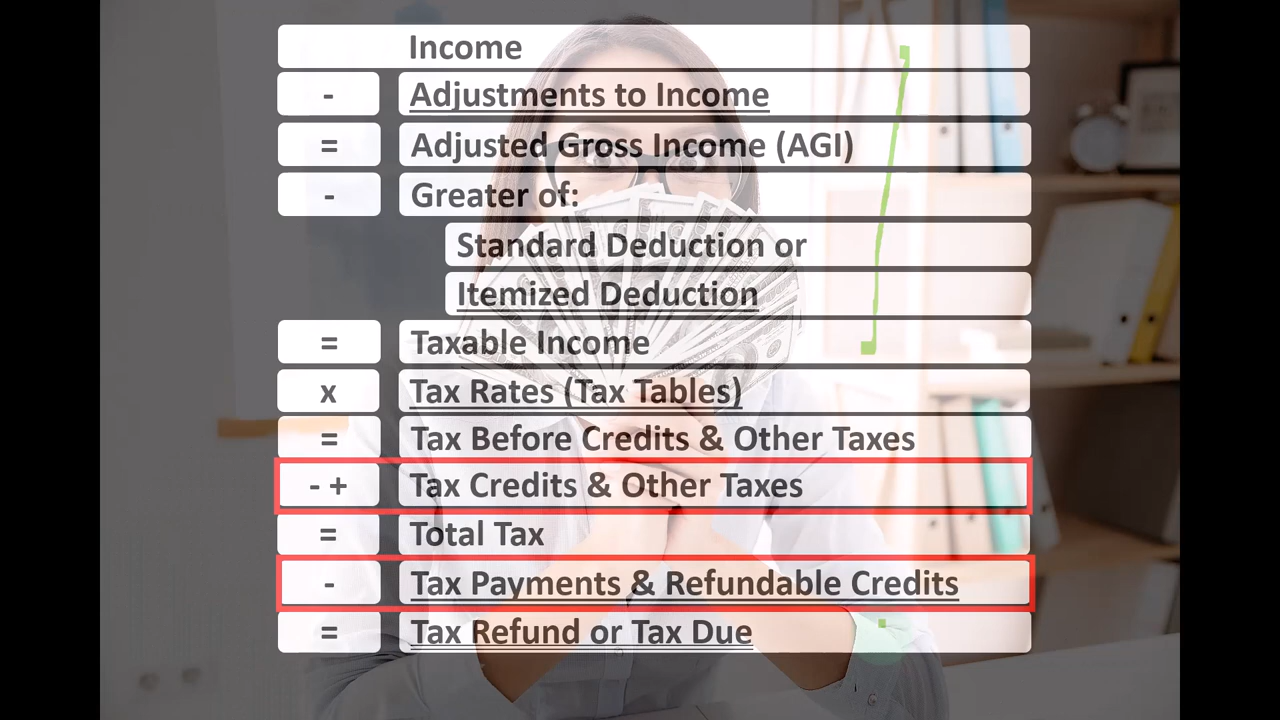 Income
- Adjustments to Income
= Adjusted Gross Income (AGI)
- Greater of:
Standard Deduction or
Itemized Deduction
= Taxable Income
x Tax Rates (Tax Tables)
= Tax Before Credits & Other Taxes
- + Tax Credits & Other Taxes
= Total Tax
- Tax Payments & Refundable Credits
= Tax Refund or Tax Due